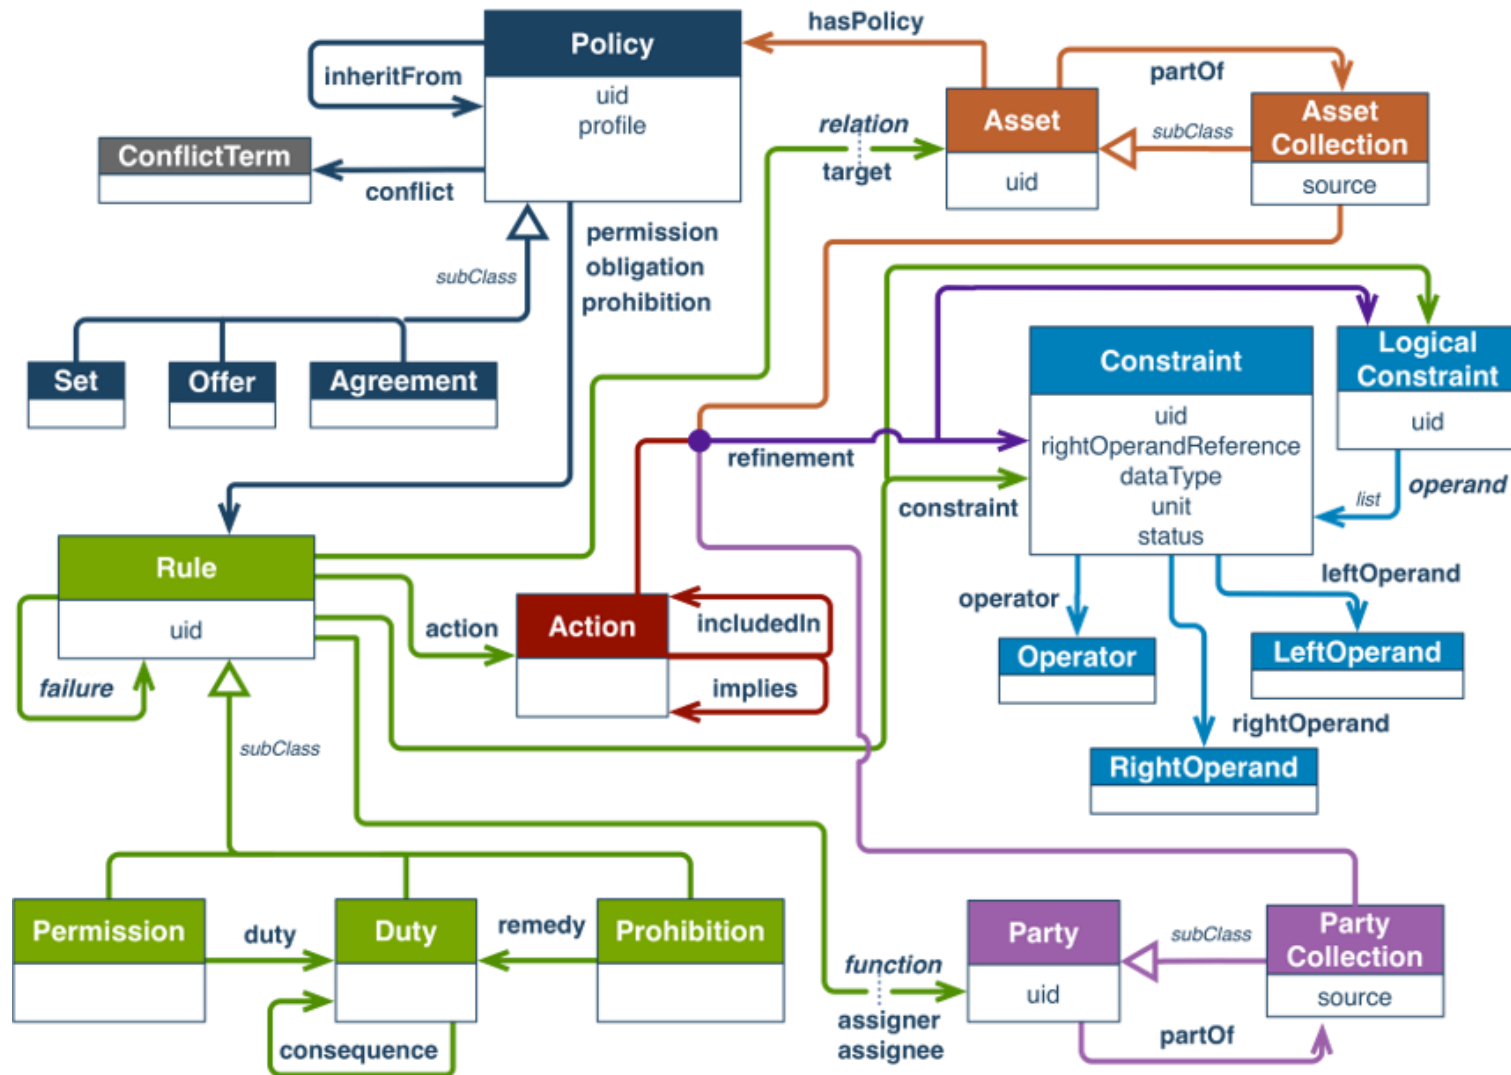 hasPolicy
Policy
inheritFrom
uid
profile
partOf
Asset
Asset
Collection
relation
subClass
target
uid
source
ConflictTerm
conflict
permission
obligation
prohibition
subClass
Set
Offer
Agreement
Constraint
Logical
Constraint
uid
rightOperandReference
dataType
unit
status
uid
refinement
constraint
list
operand
Rule
uid
failure
action
Action
includedIn
implies
operator
leftOperand
Operator
LeftOperand
rightOperand
RightOperand
subClass
Permission
duty
Duty
remedy
Prohibition
consequence
function
assigner
assignee
Party
uid
subClass
Party
Collection
source
partOf